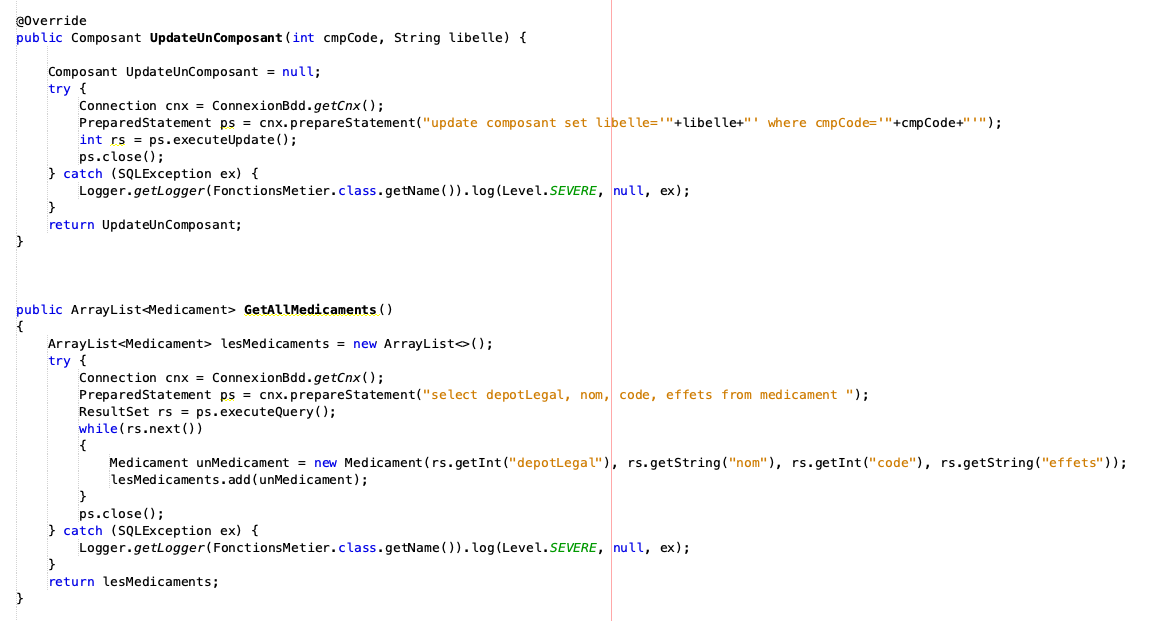 @Override
public Composant UpdateUnComposant(int cmpCode, String libelle) {
Composant UpdateUnComposant = null;
try {
Connection cnx = ConnexionBdd.getCnx();
PreparedStatement ps = cnx.prepareStatement("update composant set libelle='"+libelle+"' where cmpCode='"+cmpCode+"'");
int rs = ps.executeUpdate();
ps.close();
} catch (SQLException ex) {
Logger.getLogger(FonctionsMetier.class.getName()).log(Level.SEVERE, null, ex);
}
return UpdateUnComposant;
}
public ArrayList<Medicament> GetAllMedicaments()
{
ArrayList<Medicament> lesMedicaments = new ArrayList<>();
try {
Connection cnx = ConnexionBdd.getCnx();
PreparedStatement ps = cnx.prepareStatement("select depotLegal, nom, code, effets from medicament ");
ResultSet rs = ps.executeQuery();
while(rs.next())
{
Medicament unMedicament = new Medicament(rs.getInt("depotLegal"), rs.getString("nom"), rs.getInt("code"), rs.getString("effets"));
lesMedicaments.add(unMedicament);
}
ps.close();
} catch (SQLException ex) {
Logger.getLogger(FonctionsMetier.class.getName()).log(Level.SEVERE, null, ex);
}
return lesMedicaments;
}